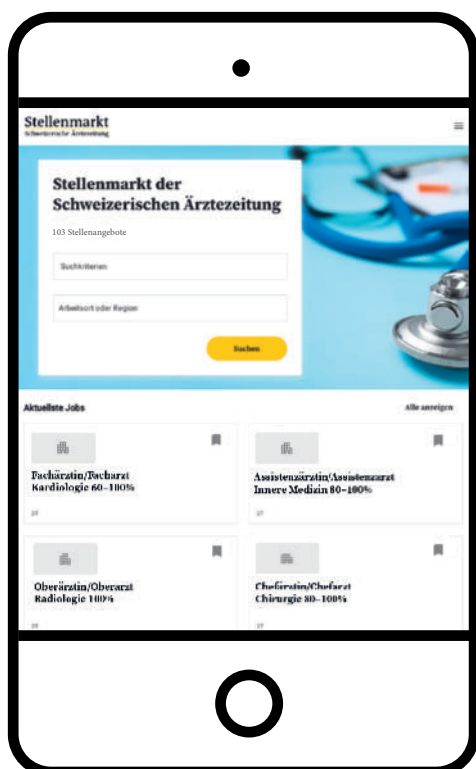 Stellenmarkt
Schweizerische Ärztezeitung
Stellenmarkt der
Schweizerischen Ärztezeitung
103 Stellenangebote
Suchkriterien
Arbeitsort oder Region
Suchen
Aktuellste Jobs
Alle anzeigen
Fachärztin/Facharzt
Kardiologie 60–100%
Assistenzärztin/Assistenzarzt
Innere Medizin 80–100%
Oberärztin/Oberarzt
Radiologie 100%
Chefärztin/Chefarzt
Chirurgie 80–100%